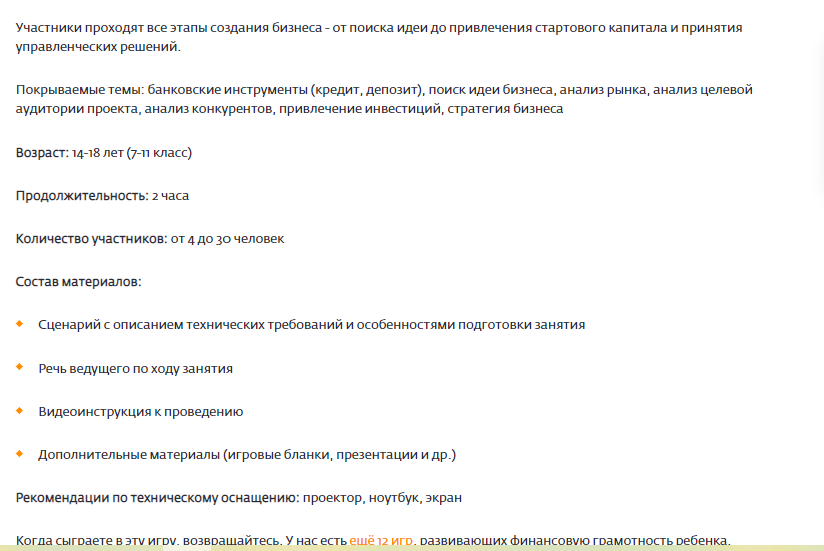 Участники проходят все этапы создания бизнеса - от поиска идеи до привлечения стартового капитала и принятия
управленческих решений.
Покрываемые темы: банковские инструменты (кредит, депозит), поиск идеи бизнеса, анализ рынка, анализ целевой
аудитории проекта, анализ конкурентов, привлечение инвестиций, стратегия бизнеса
Возраст: 14-18 лет (7-11 класс)
Продолжительность: 2 часа
Количество участников: от 4 до 30 человек
Состав материалов:
Сценарий с описанием технических требований и особенностями подготовки занятия
Речь ведущего по ходу занятия
Видеоинструкция к проведению
Дополнительные материалы (игровые бланки, презентации и др.)
Рекомендации по техническому оснащению: проектор, ноутбук, экран
Когда сыграете в эту игру, возвращайтесь. У нас есть ещё 12 игр, развивающих финансовую грамотность ребенка.